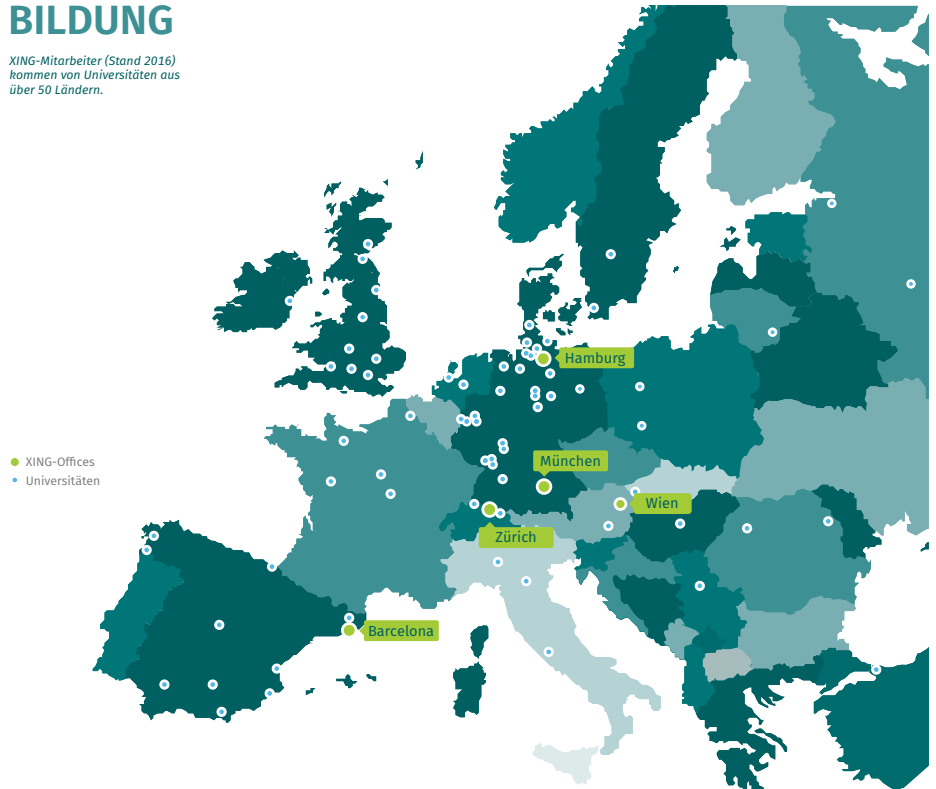 BILDUNG
XING-Mitarbeiter (Stand 2016)
kommen von Universitäten aus
über 50 Ländern.
Hamburg
München
XING-Offices
Universitäten
Wien
Zürich
Barcelona